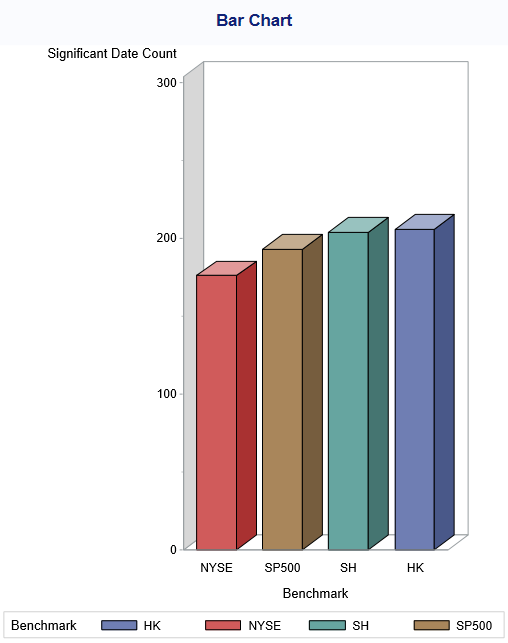 Bar Chart
Significant Date Count
300
200
100
0
NYSE SP500 SH HK
Benchmark
Benchmark HK NYSE SH SP500